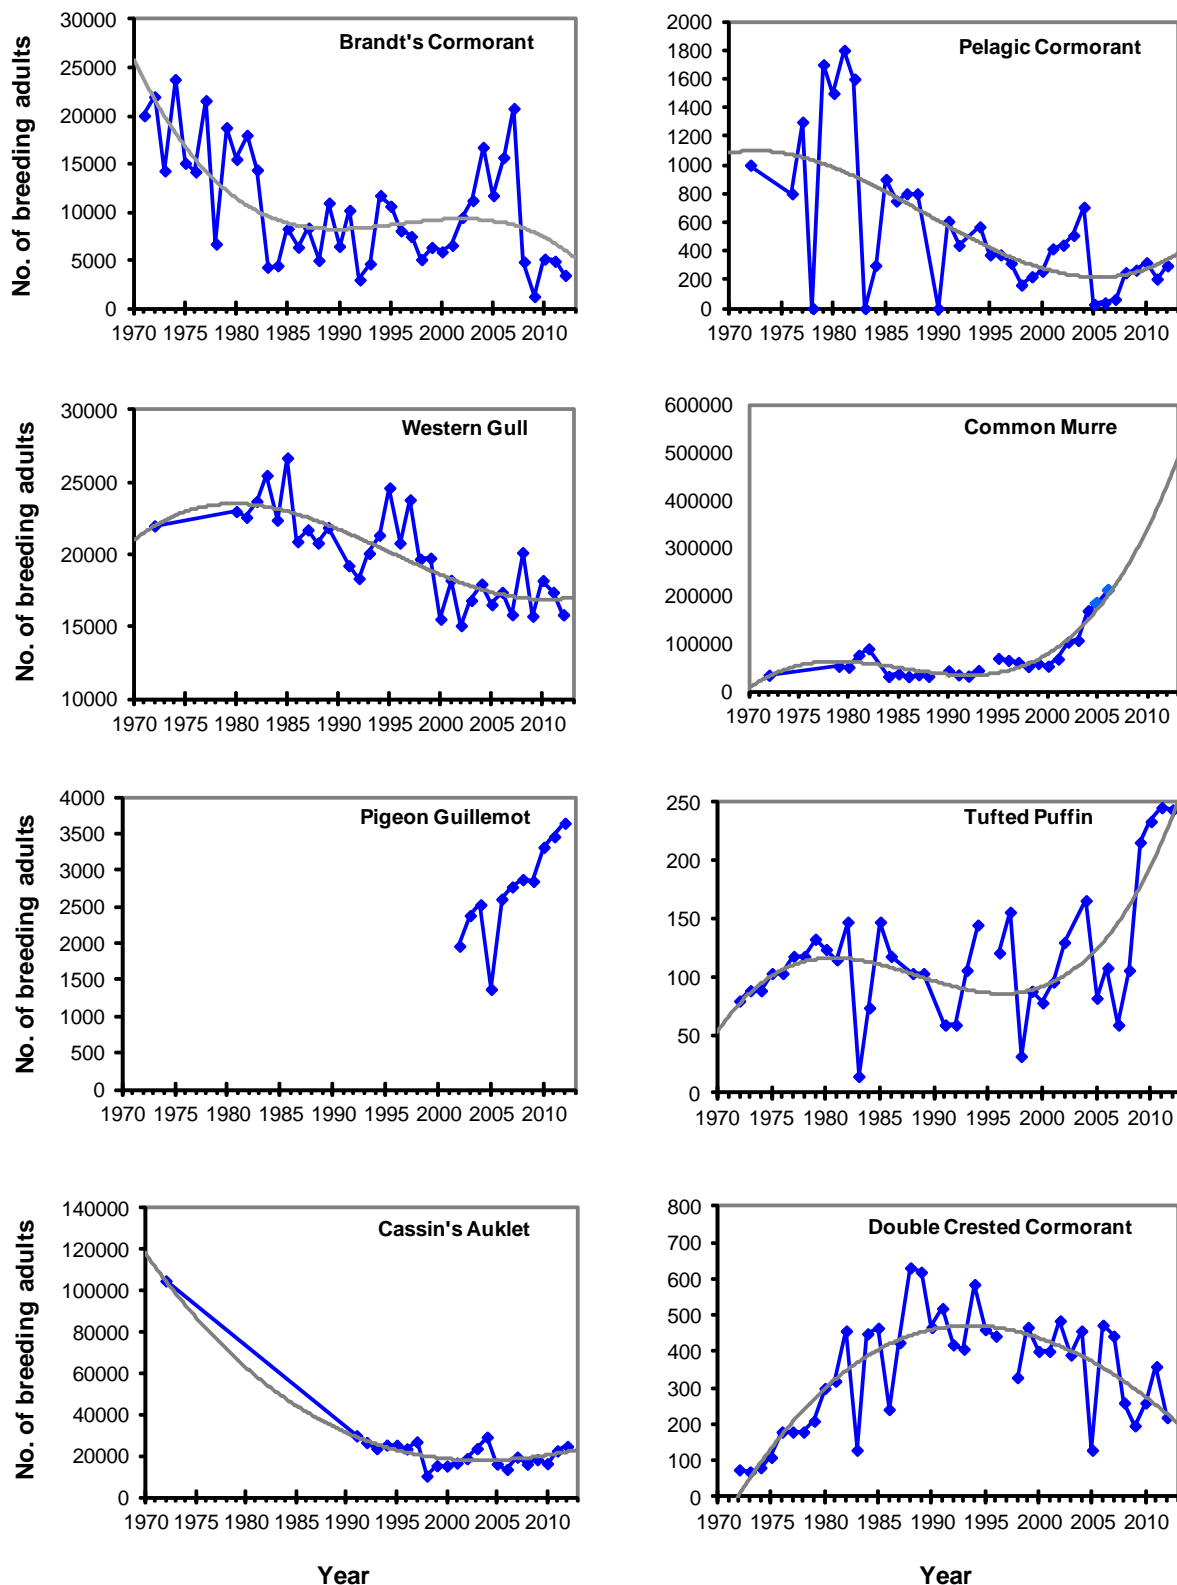 No. of breeding adults
Brandt's Cormorant
30000
25000
20000
15000
10000
5000
0
1970 1975 1980 1985 1990 1995 2000 2005 2010
Pelagic Cormorant
2000
1800
1600
1400
1200
1000
800
600
400
200
0
1970 1975 1980 1985 1990 1995 2000 2005 2010
No. of breeding adults
Western Gull
30000
25000
20000
15000
10000
1970 1975 1980 1985 1990 1995 2000 2005 2010
Common Murre
600000
500000
400000
300000
200000
100000
0
1970 1975 1980 1985 1990 1995 2000 2005 2010
No. of breeding adults
Pigeon Guillemot
4000
3500
3000
2500
2000
1500
1000
500
0
1970 1975 1980 1985 1990 1995 2000 2005 2010
Tufted Puffin
250
200
150
100
50
0
1970 1975 1980 1985 1990 1995 2000 2005 2010
No. of breeding adults
Cassin's Auklet
140000
120000
100000
80000
60000
40000
20000
0
1970 1975 1980 1985 1990 1995 2000 2005 2010
Year
Double Crested Cormorant
800
700
600
500
400
300
200
100
0
1970 1975 1980 1985 1990 1995 2000 2005 2010
Year